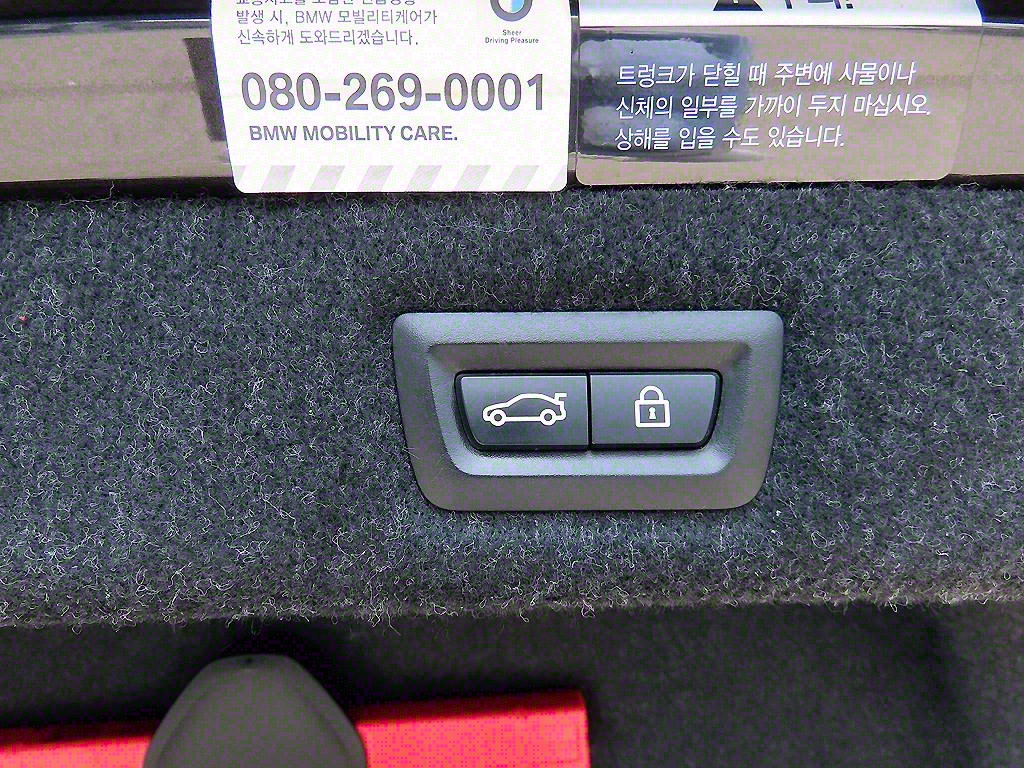 발생 시, BMW 모빌리티케어가
신속하게 도와드리겠습니다.
Sheer
Driving Pleasure
080-269-0001
BMW MOBILITY CARE.
트렁크가 닫힐 때 주변에 사물이나
신체의 일부를 가까이 두지 마십시오.
상해를 입을 수도 있습니다.